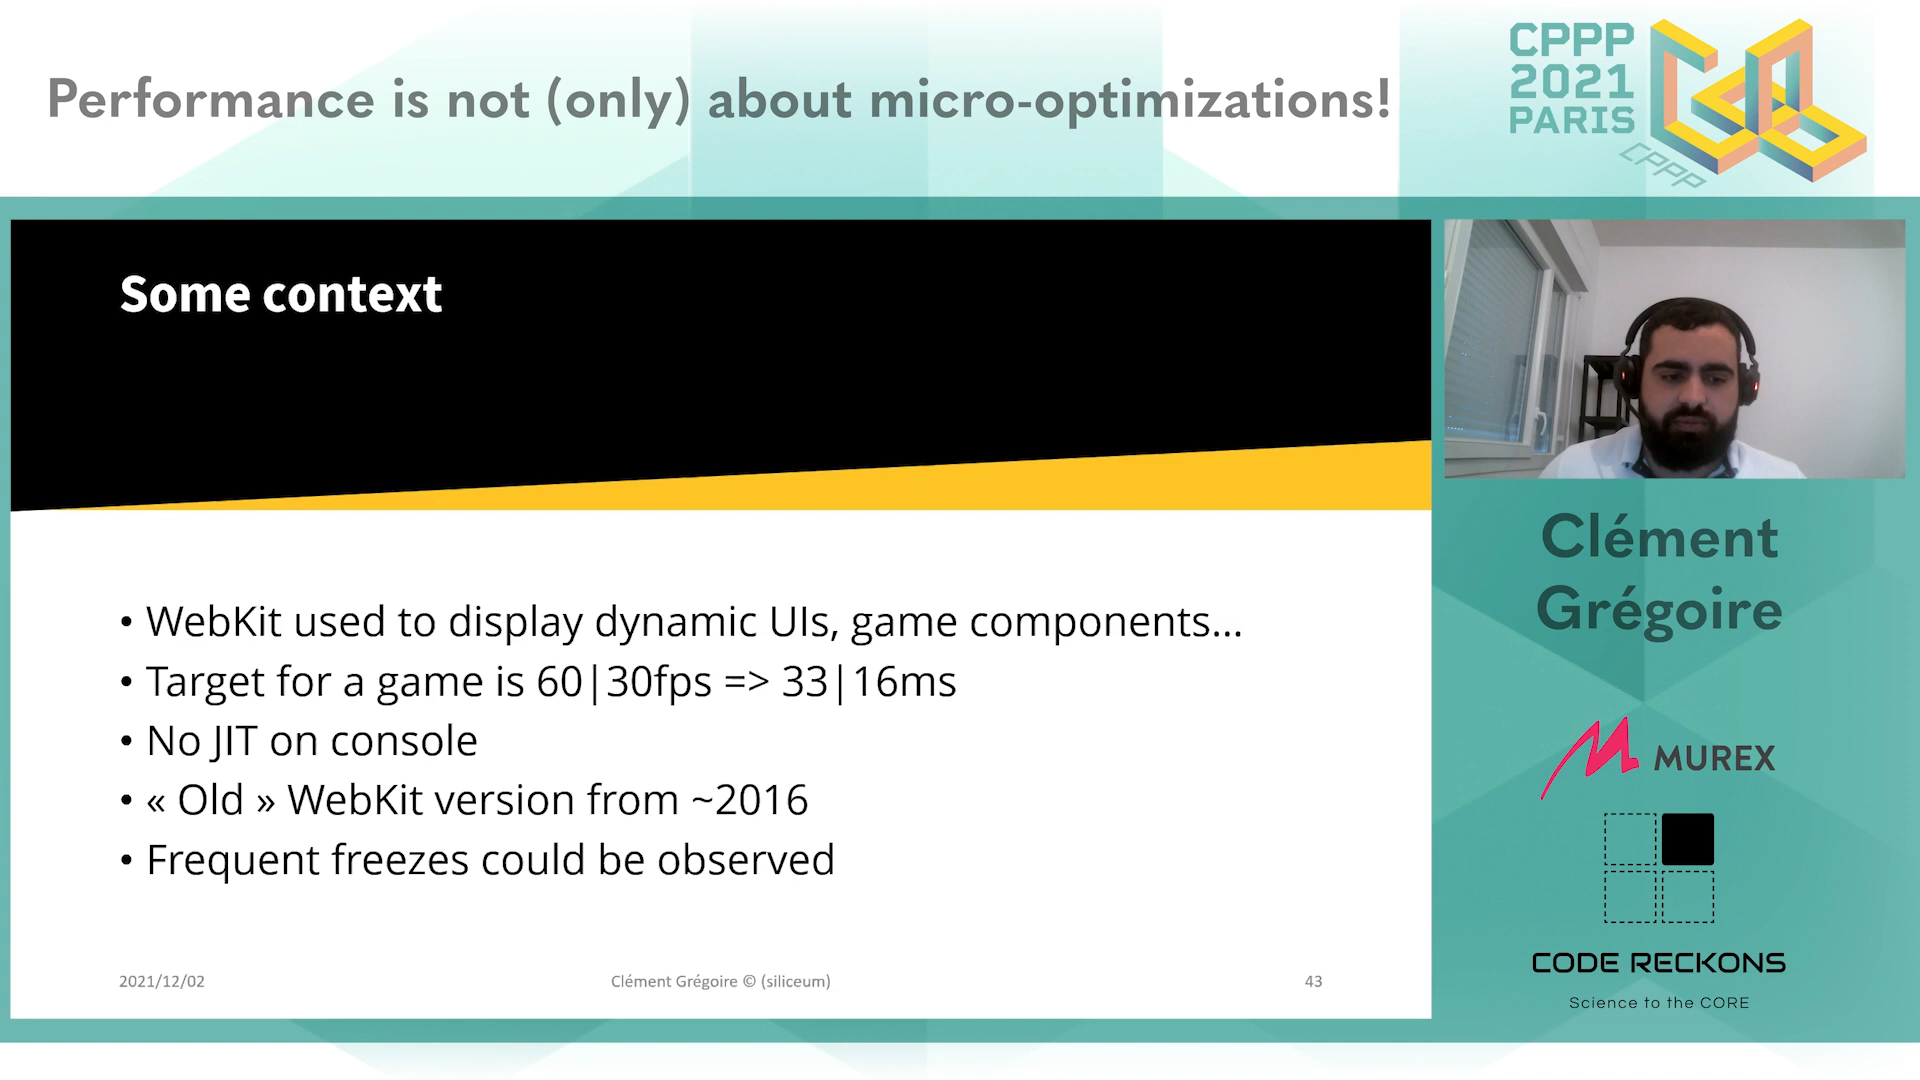 Performance is not (only) about micro-optimizations!
CPPP
2021
PARIS
CPPP
Some context
• WebKit used to display dynamic UIs, game components...
• Target for a game is 60|30fps => 33|16ms
• No JIT on console
• « Old » WebKit version from ~2016
• Frequent freezes could be observed
2021/12/02
Clément Grégoire © (siliceum)
43
Clément
Grégoire
MUREX
CODE RECKONS
Science to the CORE